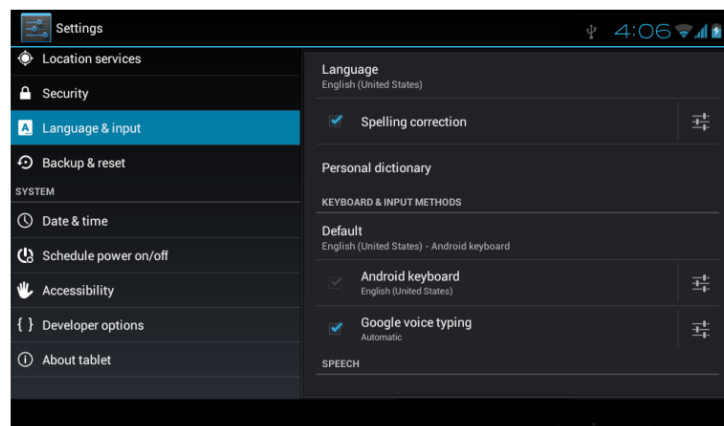 Settings
4:06
Location services
Security
Language & input
Backup & reset
SYSTEM
Date & time
Schedule power on/off
Accessibility
{ } Developer options
About tablet
Language
English (United States)
Spelling correction
Personal dictionary
KEYBOARD & INPUT METHODS
Default
English (United States) - Android keyboard
Android keyboard
English (United States)
Google voice typing
Automatic
SPEECH